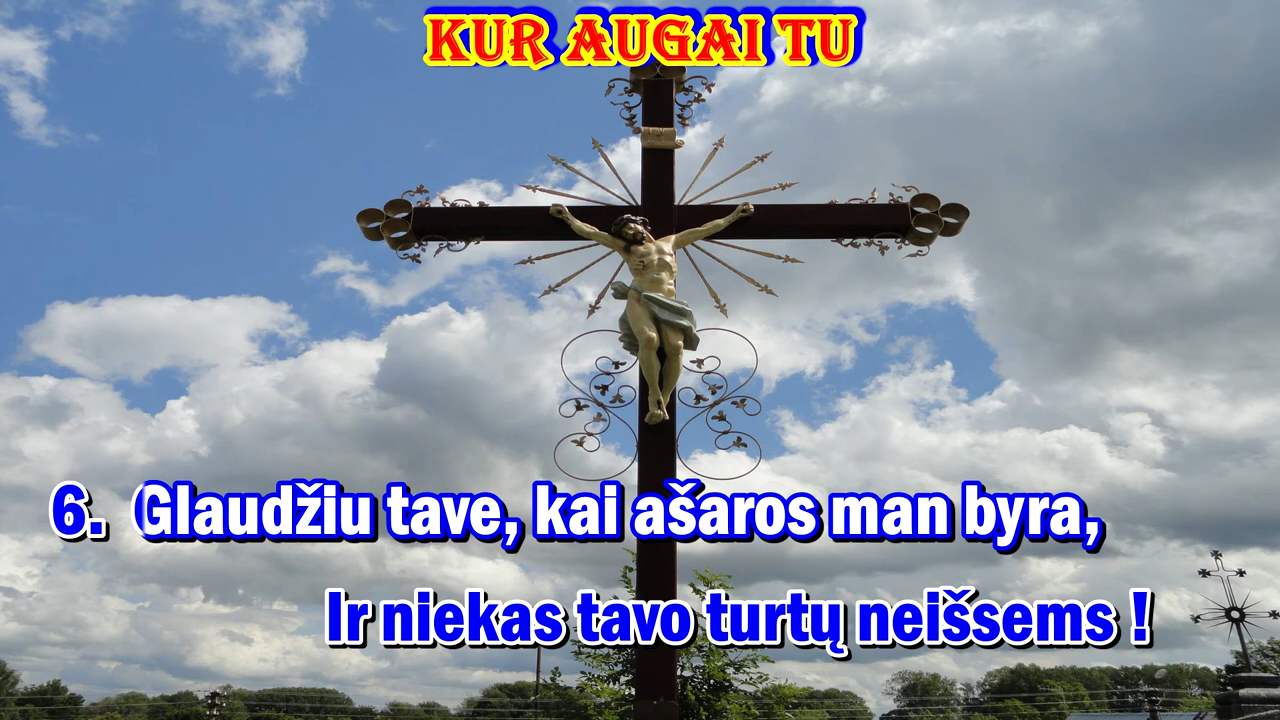 KUR AUGAI TU
6. Glaudžiu tave, kai ašaros man byra,
Ir niekas tavo turtų neišsems !